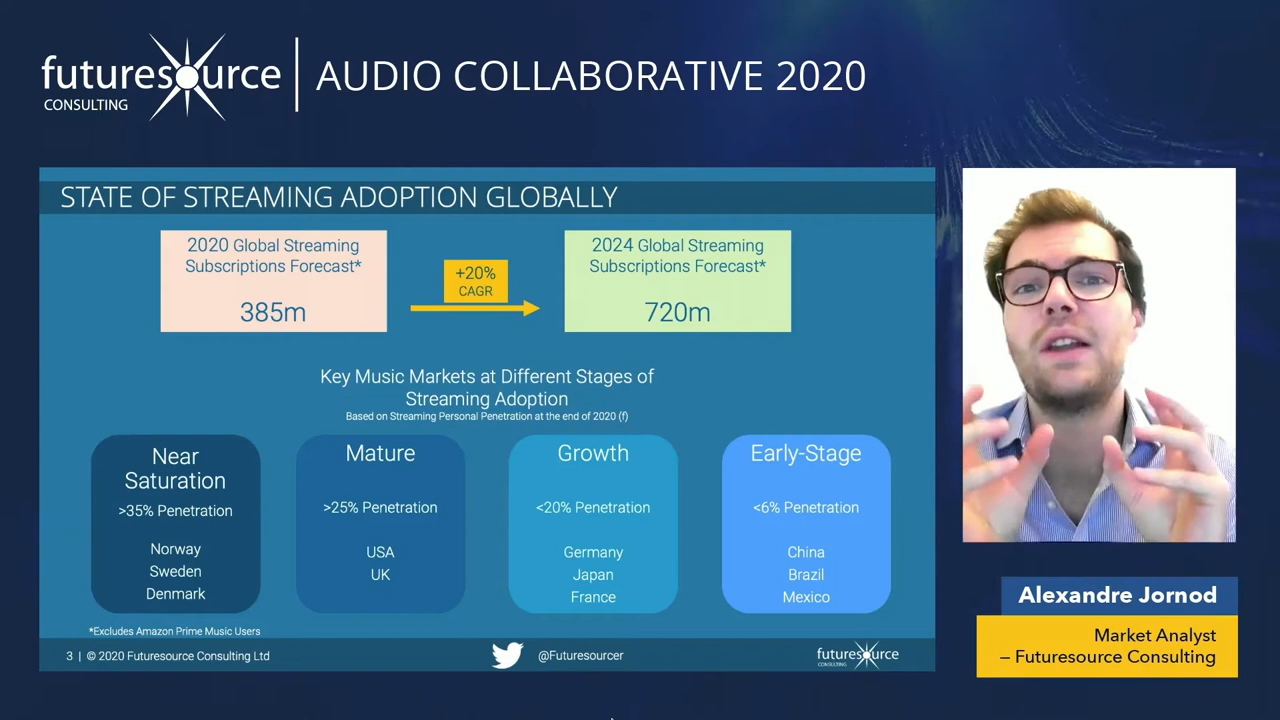 futuresource
CONSULTING
AUDIO COLLABORATIVE 2020
STATE OF STREAMING ADOPTION GLOBALLY
2020 Global Streaming
Subscriptions Forecast*
385m
+20%
CAGR
2024 Global Streaming
Subscriptions Forecast*
720m
Key Music Markets at Different Stages of
Streaming Adoption
Based on Streaming Personal Penetration at the end of 2020 (f)
Near
Saturation
>35% Penetration
Norway
Sweden
Denmark
Mature
>25% Penetration
USA
UK
Growth
<20% Penetration
Germany
Japan
France
Early-Stage
<6% Penetration
China
Brazil
Mexico
*Excludes Amazon Prime Music Users
3 | © 2020 Futuresource Consulting Ltd
@Futuresourcer
futuresource
CONSULTING
Alexandre Jornod
Market Analyst
– Futuresource Consulting